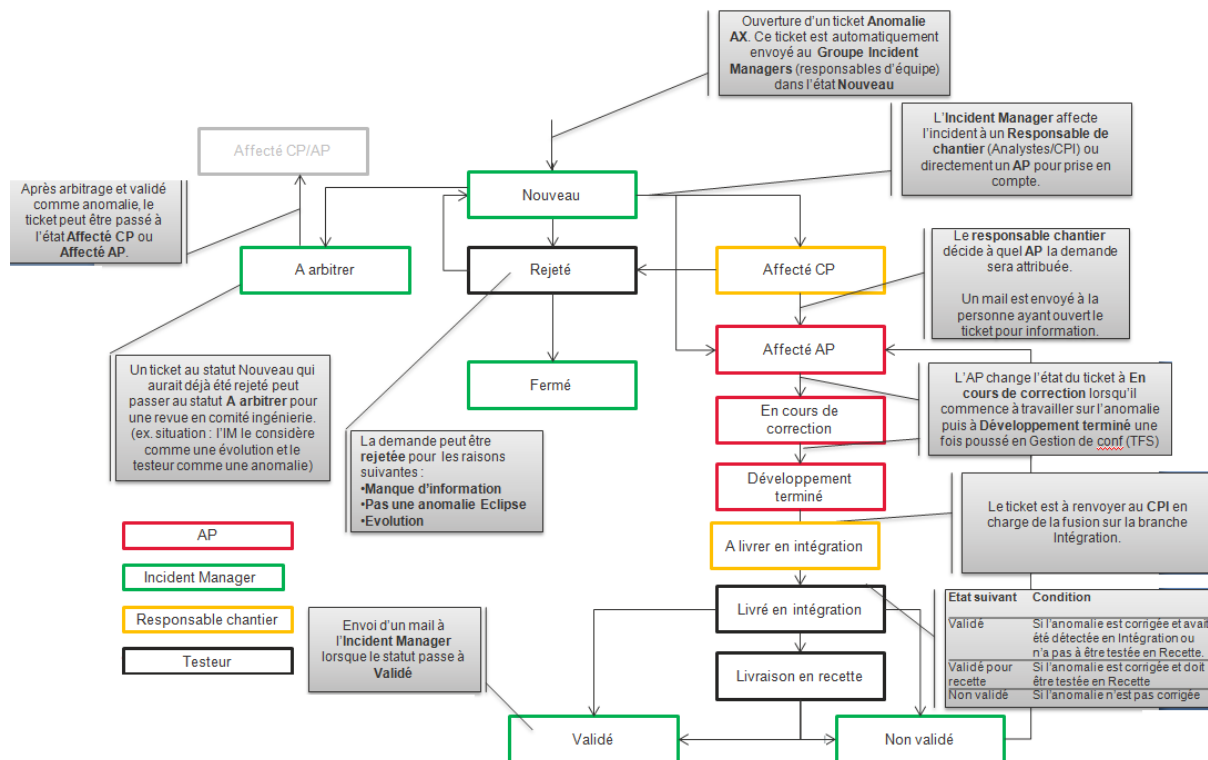 Ouverture d'un ticket Anomalie
AX. Ce ticket est automatiquement
envoyé au Groupe Incident
Managers (responsables d'équipe)
dans l'état Nouveau
L'Incident Manager affecte
l'incident à un Responsable de
chantier (Analystes/CPI) ou
directement un AP pour prise en
compte.
Affecté CP/AP
Après arbitrage et validé
comme anomalie, le
ticket peut être passé à
l'état Affecté CP ou
Affecté AP.
Nouveau
Le responsable chantier
décide à quel AP la demande
sera attribuée.
Un mail est envoyé à la
personne ayant ouvert le
ticket pour information.
A arbitrer
Rejeté
Affecté CP
Affecté AP
Un ticket au statut Nouveau qui
aurait déjà été rejeté peut
passer au statut A arbitrer pour
une revue en comité ingénierie.
(ex. situation : l'IM le considère
comme une évolution et le
testeur comme une anomalie)
Fermé
L'AP change l'état du ticket à En
cours de correction lorsqu'il
commence à travailler sur l'anomalie
puis à Développement terminé une
fois poussé en Gestion de conf (TFS)
En cours de
correction
La demande peut être
rejetée pour les raisons
suivantes :
•Manque d'information
•Pas une anomalie Eclipse
•Evolution
Développement
terminé
Le ticket est à renvoyer au CPI en
charge de la fusion sur la branche
Intégration.
AP
Incident Manager
Responsable chantier
Testeur
A livrer en intégration
Livré en intégration
Livraison en recette
Envoi d'un mail à
l'Incident Manager
lorsque le statut passe à
Validé
Etat suivant Condition
Validé Si l'anomalie est corrigée et avait
été détectée en Intégration ou
n'a pas à être testée en Recette.
Validé pour Si l'anomalie est corrigée et doit
recette être testée en Recette
Non validé Si l'anomalie n'est pas corrigée
Validé
Non validé